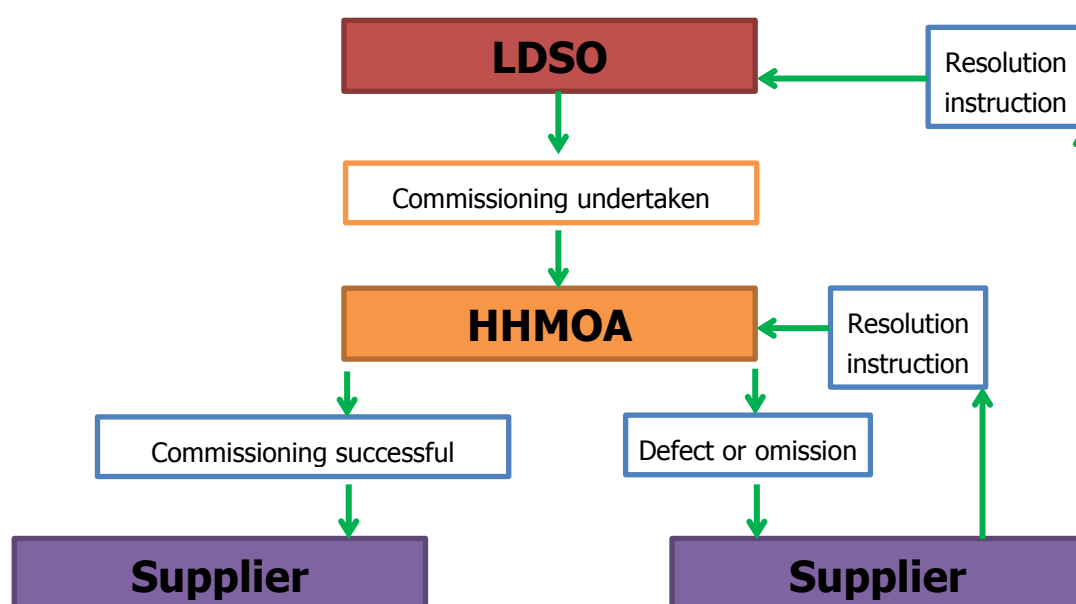 LDSO
Resolution
instruction
Commissioning undertaken
HHMOA
Resolution
instruction
Commissioning successful
Defect or omission
Supplier
Supplier